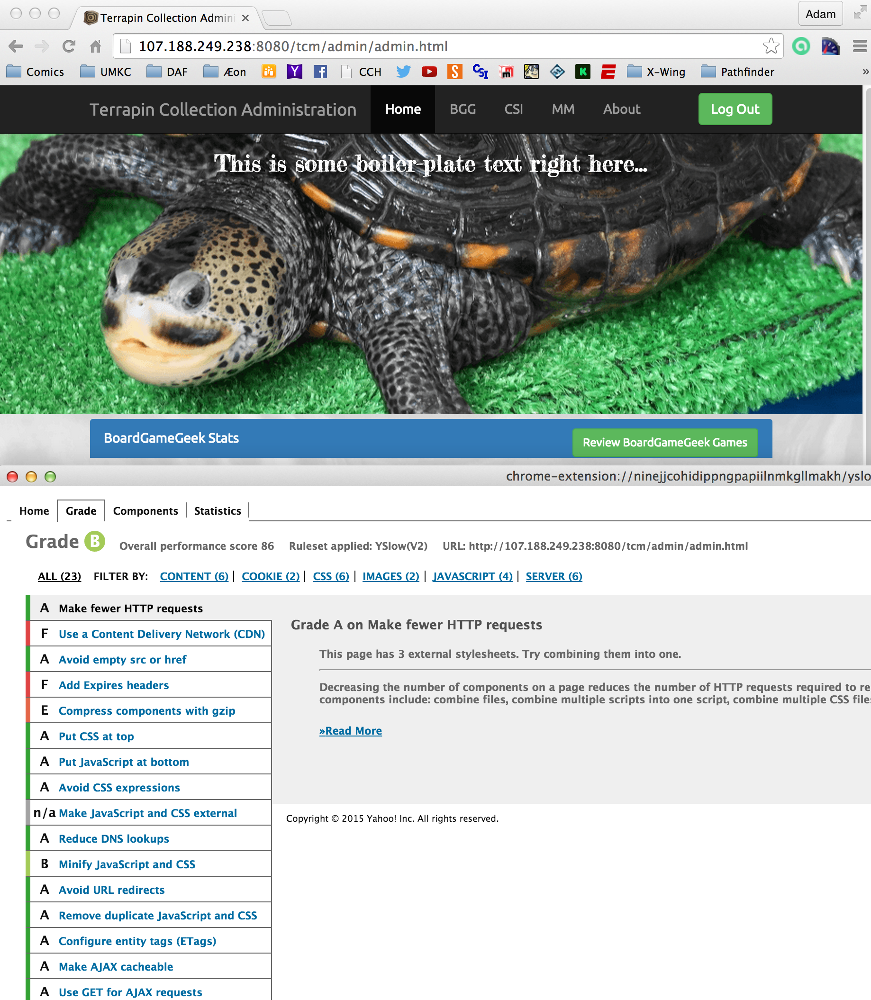 Terrapin Collection Admini
Adam
107.188.249.238:8080/tcm/admin/admin.html
Comics UMKC DAF Æon CCH X-Wing Pathfinder »
Terrapin Collection Administration Home BGG CSI MM About Log Out
This is some boiler-plate text right here...
BoardGameGeek Stats Review BoardGameGeek Games
chrome-extension://ninejjcohidippngpapiilnmkgllmakh/yslo
Home Grade Components Statistics
Grade B Overall performance score 86 Ruleset applied: YSlow(V2) URL: http://107.188.249.238:8080/tcm/admin/admin.html
ALL (23) FILTER BY: CONTENT (6) | COOKIE (2) | CSS (6) | IMAGES (2) | JAVASCRIPT (4) | SERVER (6)
A Make fewer HTTP requests
F Use a Content Delivery Network (CDN)
A Avoid empty src or href
F Add Expires headers
E Compress components with gzip
A Put CSS at top
A Put JavaScript at bottom
A Avoid CSS expressions
n/a Make JavaScript and CSS external
A Reduce DNS lookups
B Minify JavaScript and CSS
A Avoid URL redirects
A Remove duplicate JavaScript and CSS
A Configure entity tags (ETags)
A Make AJAX cacheable
A Use GET for AJAX requests
Grade A on Make fewer HTTP requests
This page has 3 external stylesheets. Try combining them into one.
Decreasing the number of components on a page reduces the number of HTTP requests required to re
components include: combine files, combine multiple scripts into one script, combine multiple CSS files
»Read More
Copyright © 2015 Yahoo! Inc. All rights reserved.